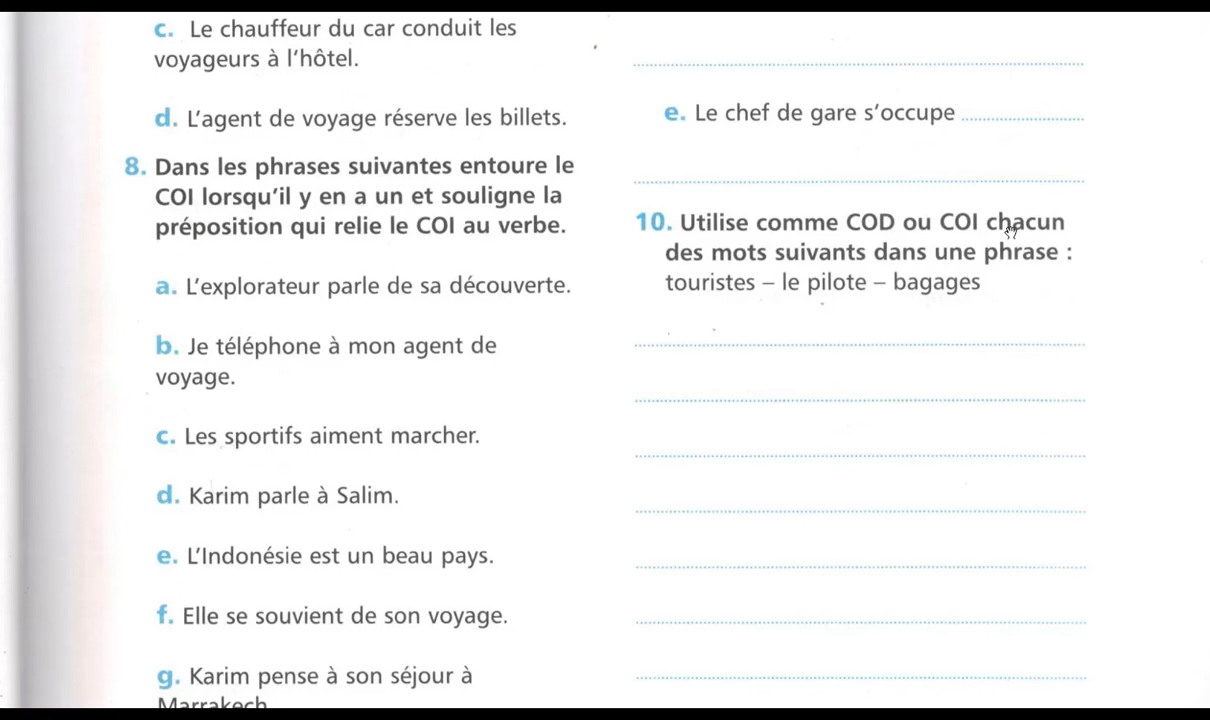 c. Le chauffeur du car conduit les
voyageurs à l'hôtel.
d. L'agent de voyage réserve les billets.
8. Dans les phrases suivantes entoure le
COI lorsqu'il y en a un et souligne la
préposition qui relie le COI au verbe.
a. L'explorateur parle de sa découverte.
b. Je téléphone à mon agent de
voyage.
c. Les sportifs aiment marcher.
d. Karim parle à Salim.
e. L'Indonésie est un beau pays.
f. Elle se souvient de son voyage.
g. Karim pense à son séjour à
Marrakech
e. Le chef de gare s'occupe
10. Utilise comme COD ou COI chacun
des mots suivants dans une phrase :
touristes – le pilote – bagages